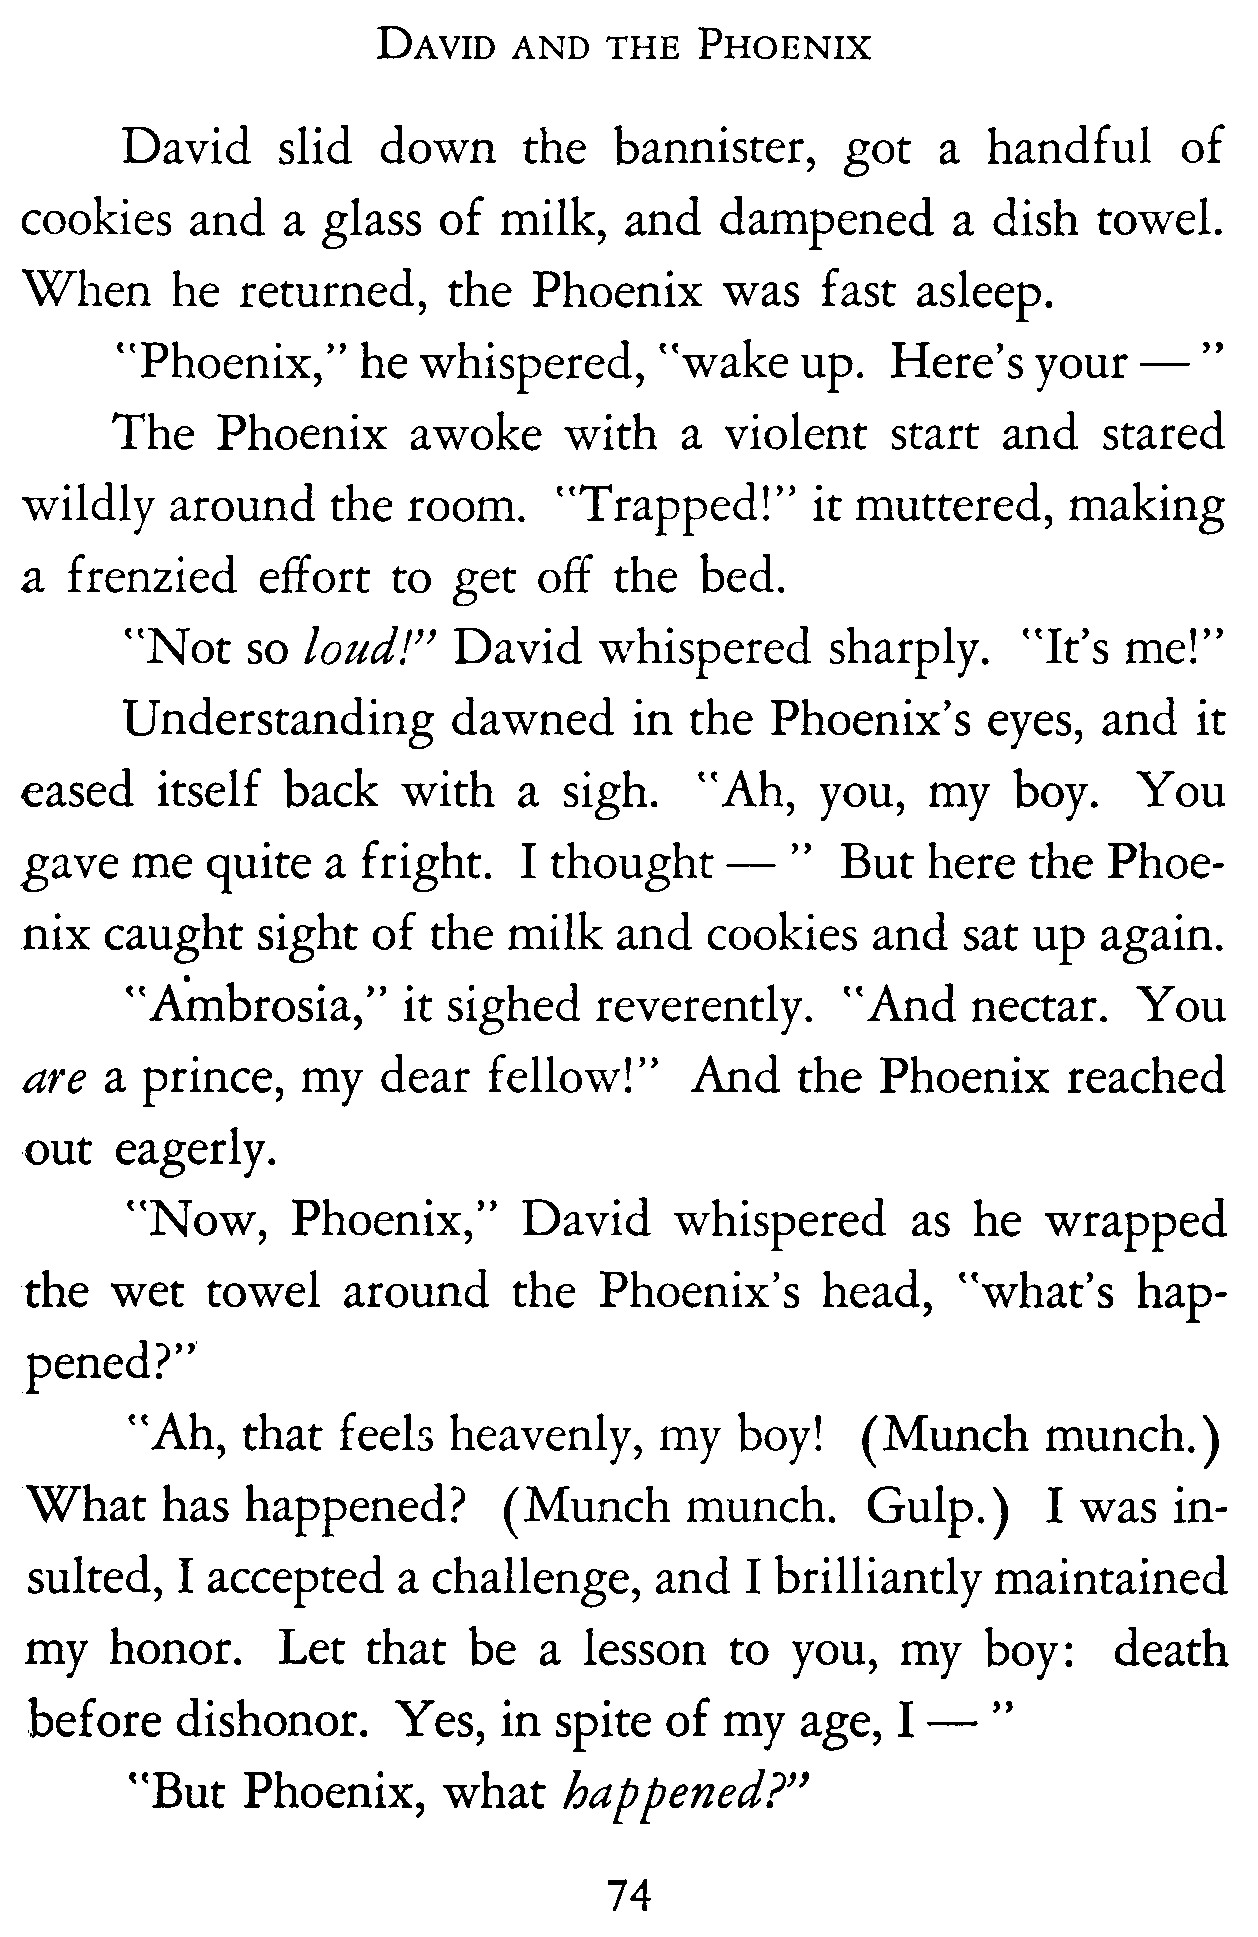 David and the Phoenix
David slid down the bannister, got a handful of
cookies and a glass of milk, and dampened a dish towel.
When he returned, the Phoenix was fast asleep.
"Phoenix," he whispered, "wake up. Here's your — "
The Phoenix awoke with a violent start and stared
wildly around the room. "Trapped!" it muttered, making
a frenzied effort to get off the bed.
"Not so loud!" David whispered sharply. "It's me!"
Understanding dawned in the Phoenix's eyes, and it
eased itself back with a sigh. "Ah, you, my boy. You
gave me quite a fright. I thought — " But here the Phoe-
nix caught sight of the milk and cookies and sat up again.
"Ambrosia," it sighed reverently. "And nectar. You
are a prince, my dear fellow!" And the Phoenix reached
out eagerly.
"Now, Phoenix," David whispered as he wrapped
the wet towel around the Phoenix's head, "what's hap-
pened?"
"Ah, that feels heavenly, my boy! (Munch munch.)
What has happened? (Munch munch. Gulp.) I was in-
sulted, I accepted a challenge, and I brilliantly maintained
my honor. Let that be a lesson to you, my boy: death
before dishonor. Yes, in spite of my age, I — "
"But Phoenix, what happened?"
74